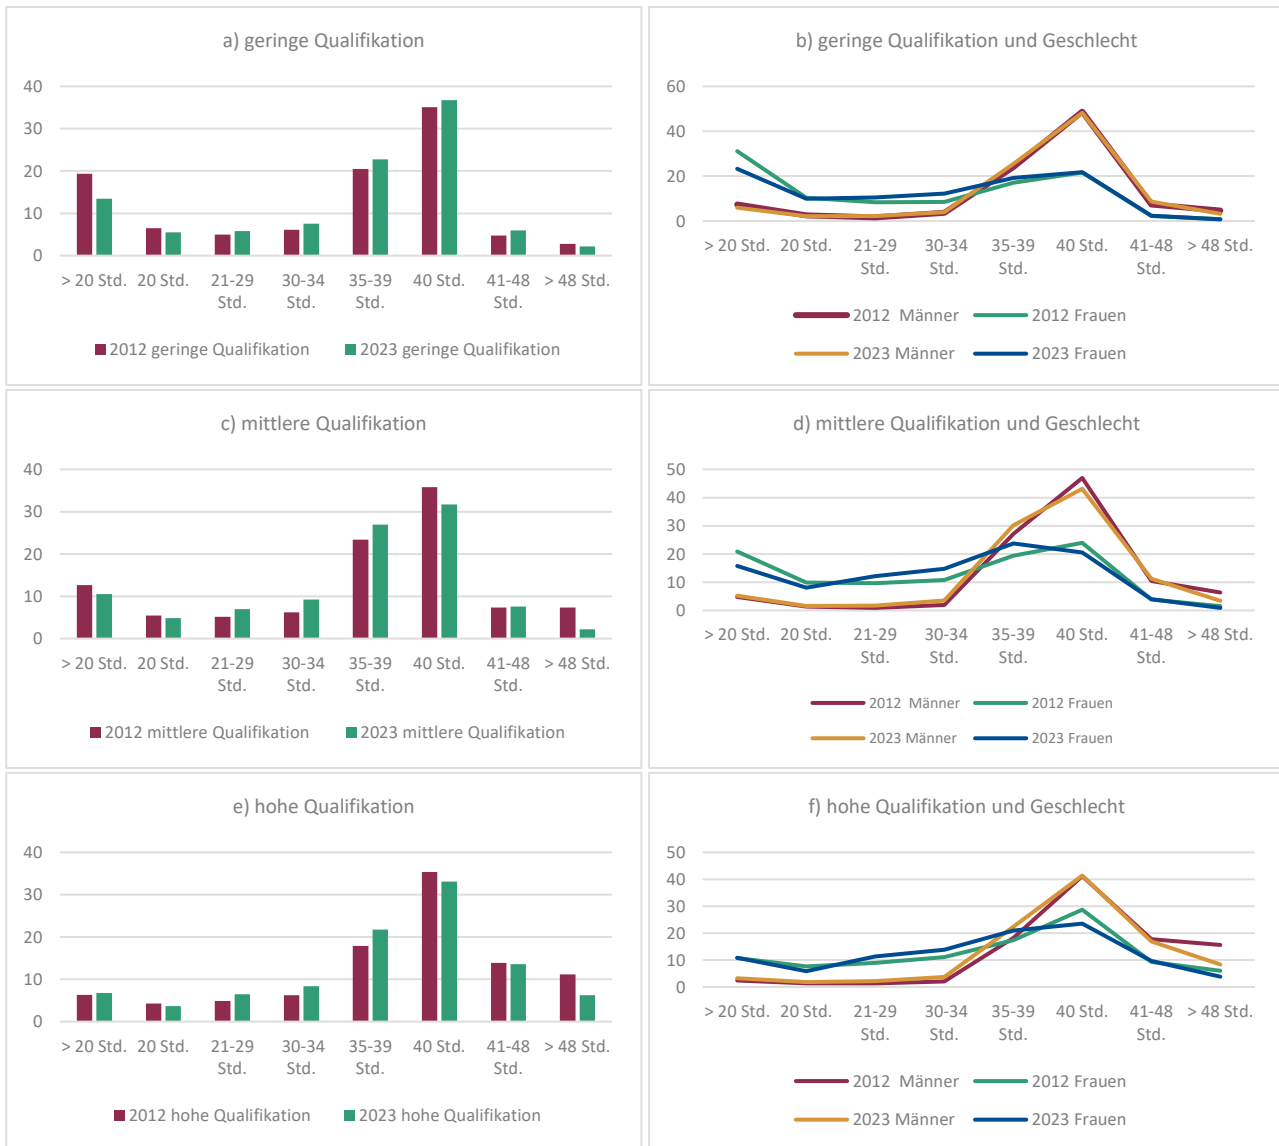 a) geringe Qualifikation
40
30
20
10
0
> 20 Std. 20 Std. 21-29 30-34 35-39 40 Std. 41-48 > 48 Std.
Std. Std. Std. Std.
2012 geringe Qualifikation 2023 geringe Qualifikation
b) geringe Qualifikation und Geschlecht
60
40
20
0
> 20 Std. 20 Std. 21-29 30-34 35-39 40 Std. 41-48 > 48 Std.
Std. Std. Std. Std.
2012 Männer 2012 Frauen
2023 Männer 2023 Frauen
c) mittlere Qualifikation
40
30
20
10
0
> 20 Std. 20 Std. 21-29 30-34 35-39 40 Std. 41-48 > 48 Std.
Std. Std. Std. Std.
2012 mittlere Qualifikation 2023 mittlere Qualifikation
d) mittlere Qualifikation und Geschlecht
50
40
30
20
10
0
> 20 Std. 20 Std. 21-29 30-34 35-39 40 Std. 41-48 > 48 Std.
Std. Std. Std. Std.
2012 Männer 2012 Frauen
2023 Männer 2023 Frauen
e) hohe Qualifikation
40
30
20
10
0
> 20 Std. 20 Std. 21-29 30-34 35-39 40 Std. 41-48 > 48 Std.
Std. Std. Std. Std.
2012 hohe Qualifikation 2023 hohe Qualifikation
f) hohe Qualifikation und Geschlecht
50
40
30
20
10
0
> 20 Std. 20 Std. 21-29 30-34 35-39 40 Std. 41-48 > 48 Std.
Std. Std. Std. Std.
2012 Männer 2012 Frauen
2023 Männer 2023 Frauen